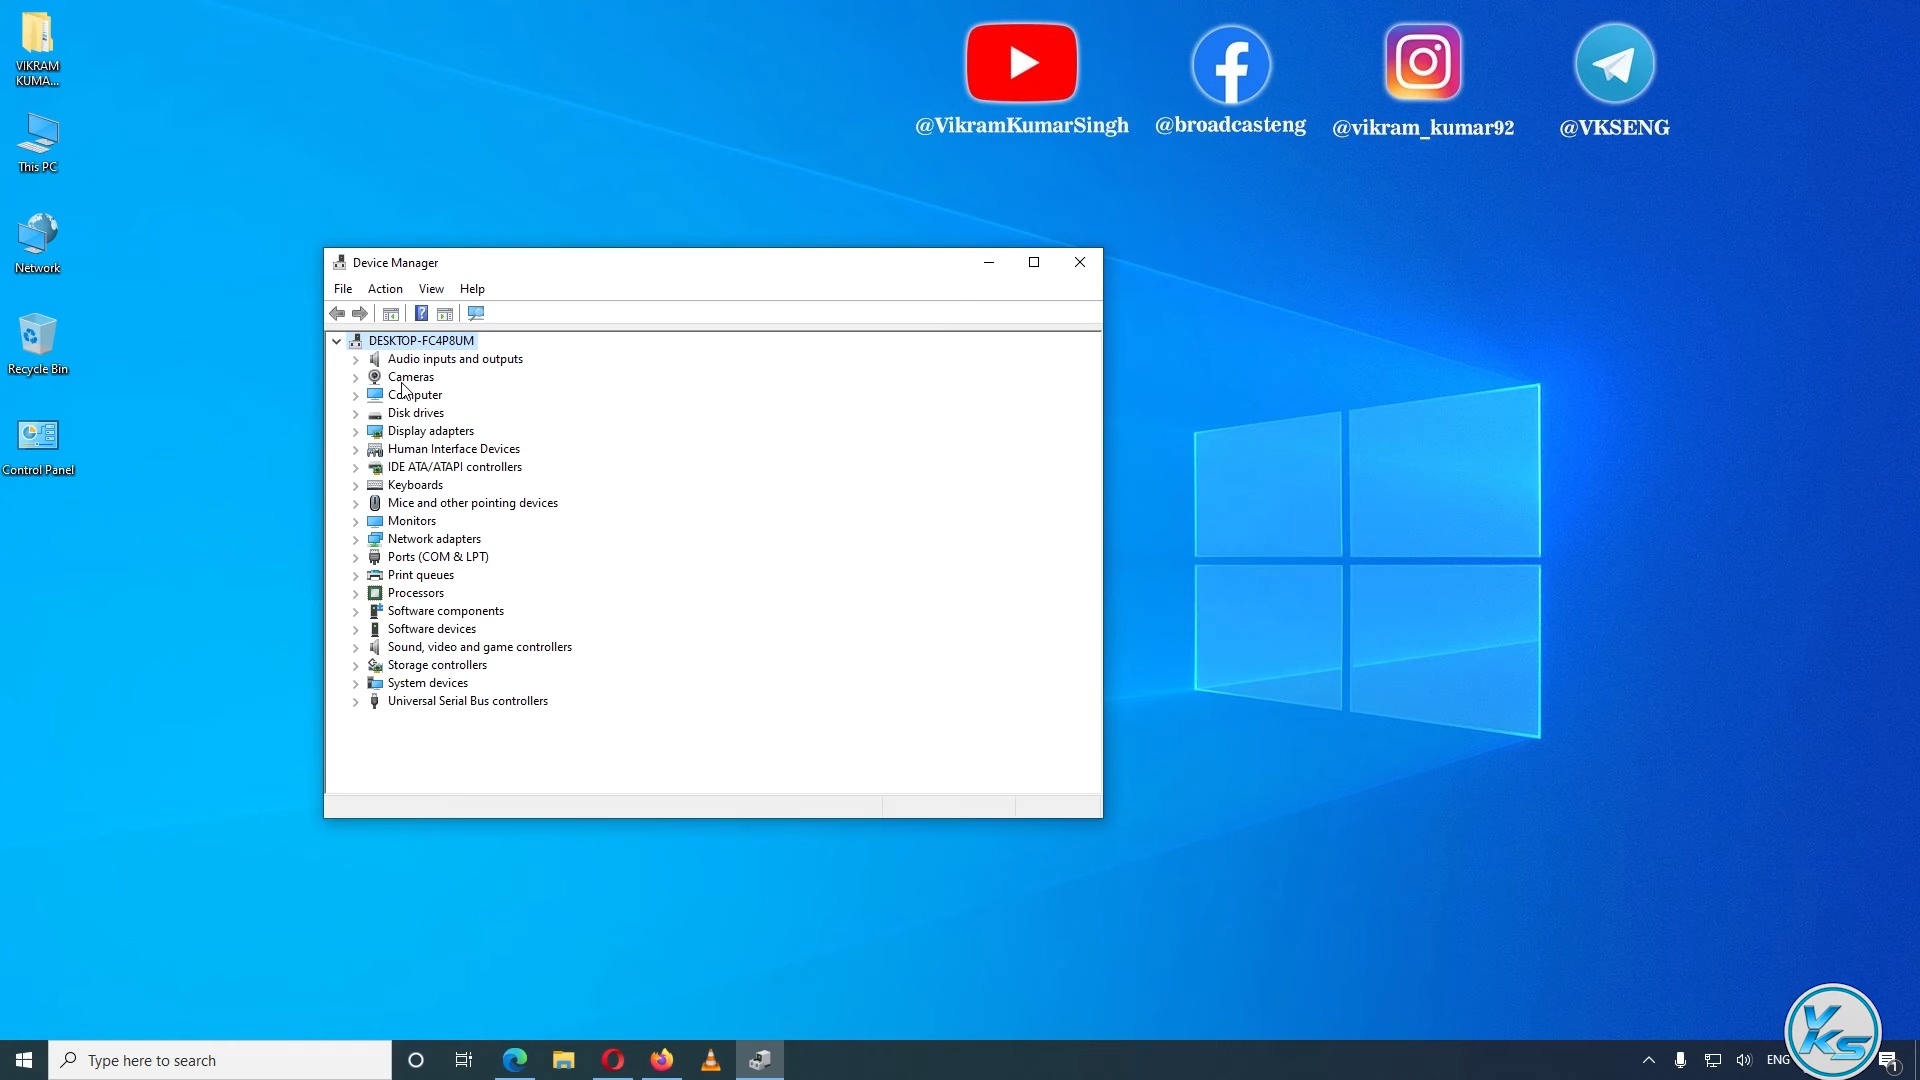 VIKRAM
KUMA...
This PC
Network
Recycle Bin
Control Panel
@VikramKumarSingh
@broadcasteng
@vikram_kumar92
@VKSENG
Device Manager
File Action View Help
DESKTOP-FC4P8UM
Audio inputs and outputs
Cameras
Computer
Disk drives
Display adapters
Human Interface Devices
IDE ATA/ATAPI controllers
Keyboards
Mice and other pointing devices
Monitors
Network adapters
Ports (COM & LPT)
Print queues
Processors
Software components
Software devices
Sound, video and game controllers
Storage controllers
System devices
Universal Serial Bus controllers
Type here to search
ENG
VKS
1